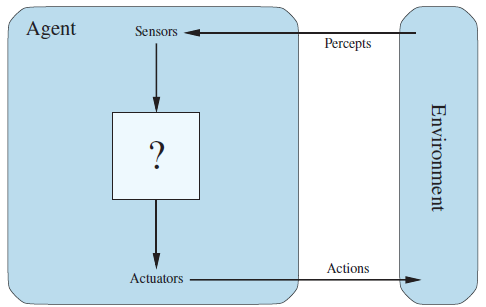 Agent
Sensors
Percepts
?
Environment
Actuators
Actions